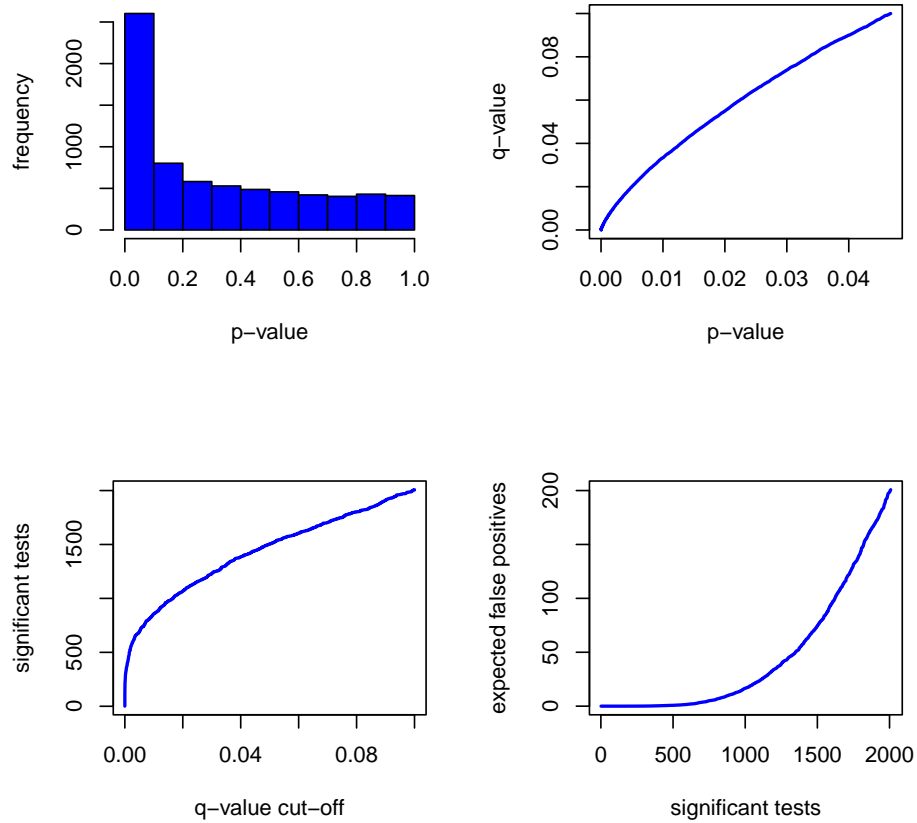 frequency
0 1000 2000
0.0 0.2 0.4 0.6 0.8 1.0
p−value
q−value
0.00 0.04 0.08
0.00 0.01 0.02 0.03 0.04
p−value
significant tests
0 500 1500
0.00 0.04 0.08
q−value cut−off
expected false positives
0 50 100 200
0 500 1000 1500 2000
significant tests